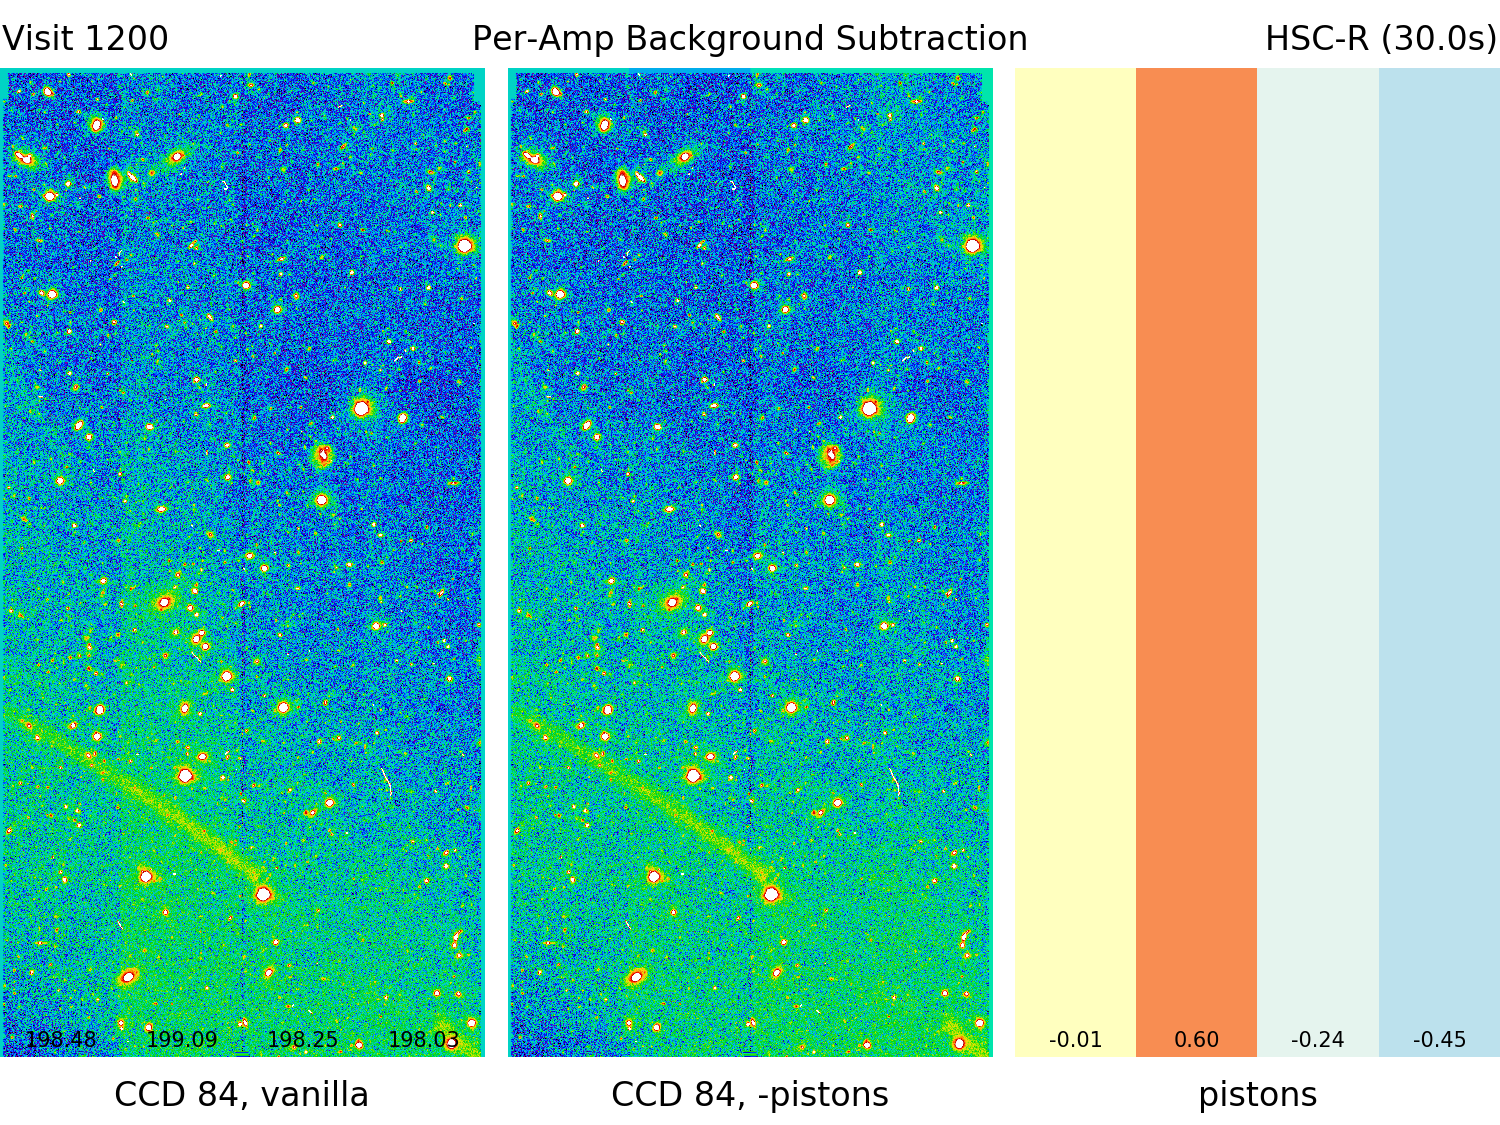 Visit 1200 Per-Amp Background Subtraction HSC-R (30.0s)
198.48 199.09 198.25 198.03 -0.01 0.60 -0.24 -0.45
CCD 84, vanilla CCD 84, -pistons pistons